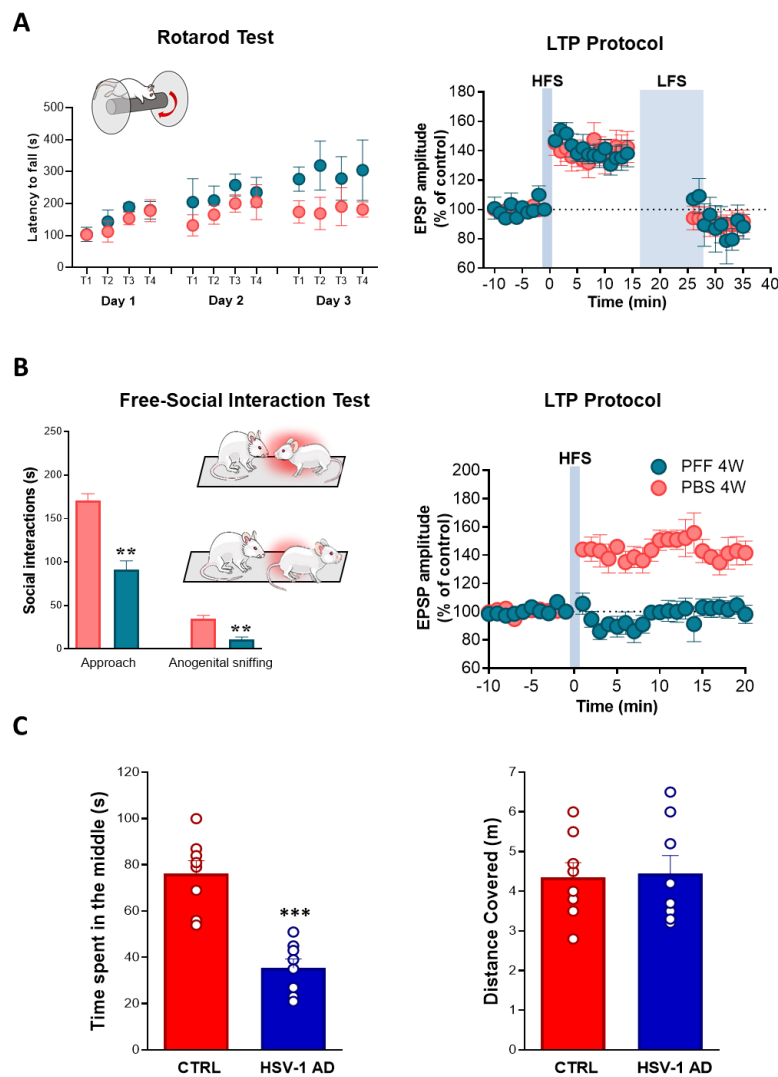 A
Rotarod Test
Latency to fall (s)
500
400
300
200
100
0
T1 T2 T3 T4 T1 T2 T3 T4 T1 T2 T3 T4
Day 1 Day 2 Day 3
LTP Protocol
HFS LFS
EPSP amplitude
(% of control)
180
160
140
120
100
80
60
-10 -5 0 5 10 15 20 25 30 35 40
Time (min)
B
Free-Social Interaction Test
Social interactions (s)
250
200
150
100
50
0
**
**
Approach Anogenital sniffing
LTP Protocol
HFS
PFF 4W
PBS 4W
EPSP amplitude
(% of control)
200
180
160
140
120
100
80
60
-10 -5 0 5 10 15 20
Time (min)
C
Time spent in the middle (s)
120
100
80
60
40
20
0
***
CTRL HSV-1 AD
Distance Covered (m)
7
6
5
4
3
2
1
0
CTRL HSV-1 AD